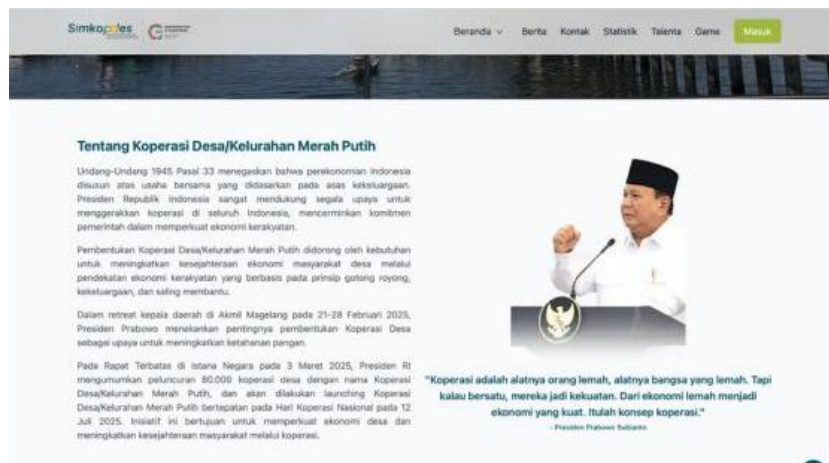 Simkopdes
Beranda
Berita
Kontak
Statistik
Talenta
Game
Masuk
Tentang Koperasi Desa/Kelurahan Merah Putih
Undang-Undang 1945 Pasal 33 menegaskan bahwa perekonomian Indonesia
disusun atas usaha bersama yang didasarkan pada asas kekeluargaan.
Presiden Republik Indonesia sangat mendukung segala upaya untuk
menggerakkan koperasi di seluruh Indonesia, mencerminkan komitmen
pemerintah dalam memperkuat ekonomi kerakyatan.
Pembentukan Koperasi Desa/Kelurahan Merah Putih didorong oleh kebutuhan
untuk meningkatkan kesejahteraan ekonomi masyarakat desa melalui
pendekatan ekonomi kerakyatan yang berbasis pada prinsip gotong royong,
kekeluargaan, dan saling membantu.
Dalam retreat kepala daerah di Akmil Magelang pada 21-28 Februari 2025,
Presiden Prabowo menekankan pentingnya pembentukan Koperasi Desa
sebagai upaya untuk meningkatkan ketahanan pangan.
Pada Rapat Terbatas di Istana Negara pada 3 Maret 2025, Presiden RI
mengumumkan peluncuran 80.000 koperasi desa dengan nama Koperasi
Desa/Kelurahan Merah Putih, dan akan dilakukan launching Koperasi
Desa/Kelurahan Merah Putih bertepatan pada Hari Koperasi Nasional pada 12
Juli 2025. Inisiatif ini bertujuan untuk memperkuat ekonomi desa dan
meningkatkan kesejahteraan masyarakat melalui koperasi.
"Koperasi adalah alatnya orang lemah, alatnya bangsa yang lemah. Tapi
kalau bersatu, mereka jadi kekuatan. Dari ekonomi lemah menjadi
ekonomi yang kuat. Itulah konsep koperasi."
- Presiden Prabowo Subianto